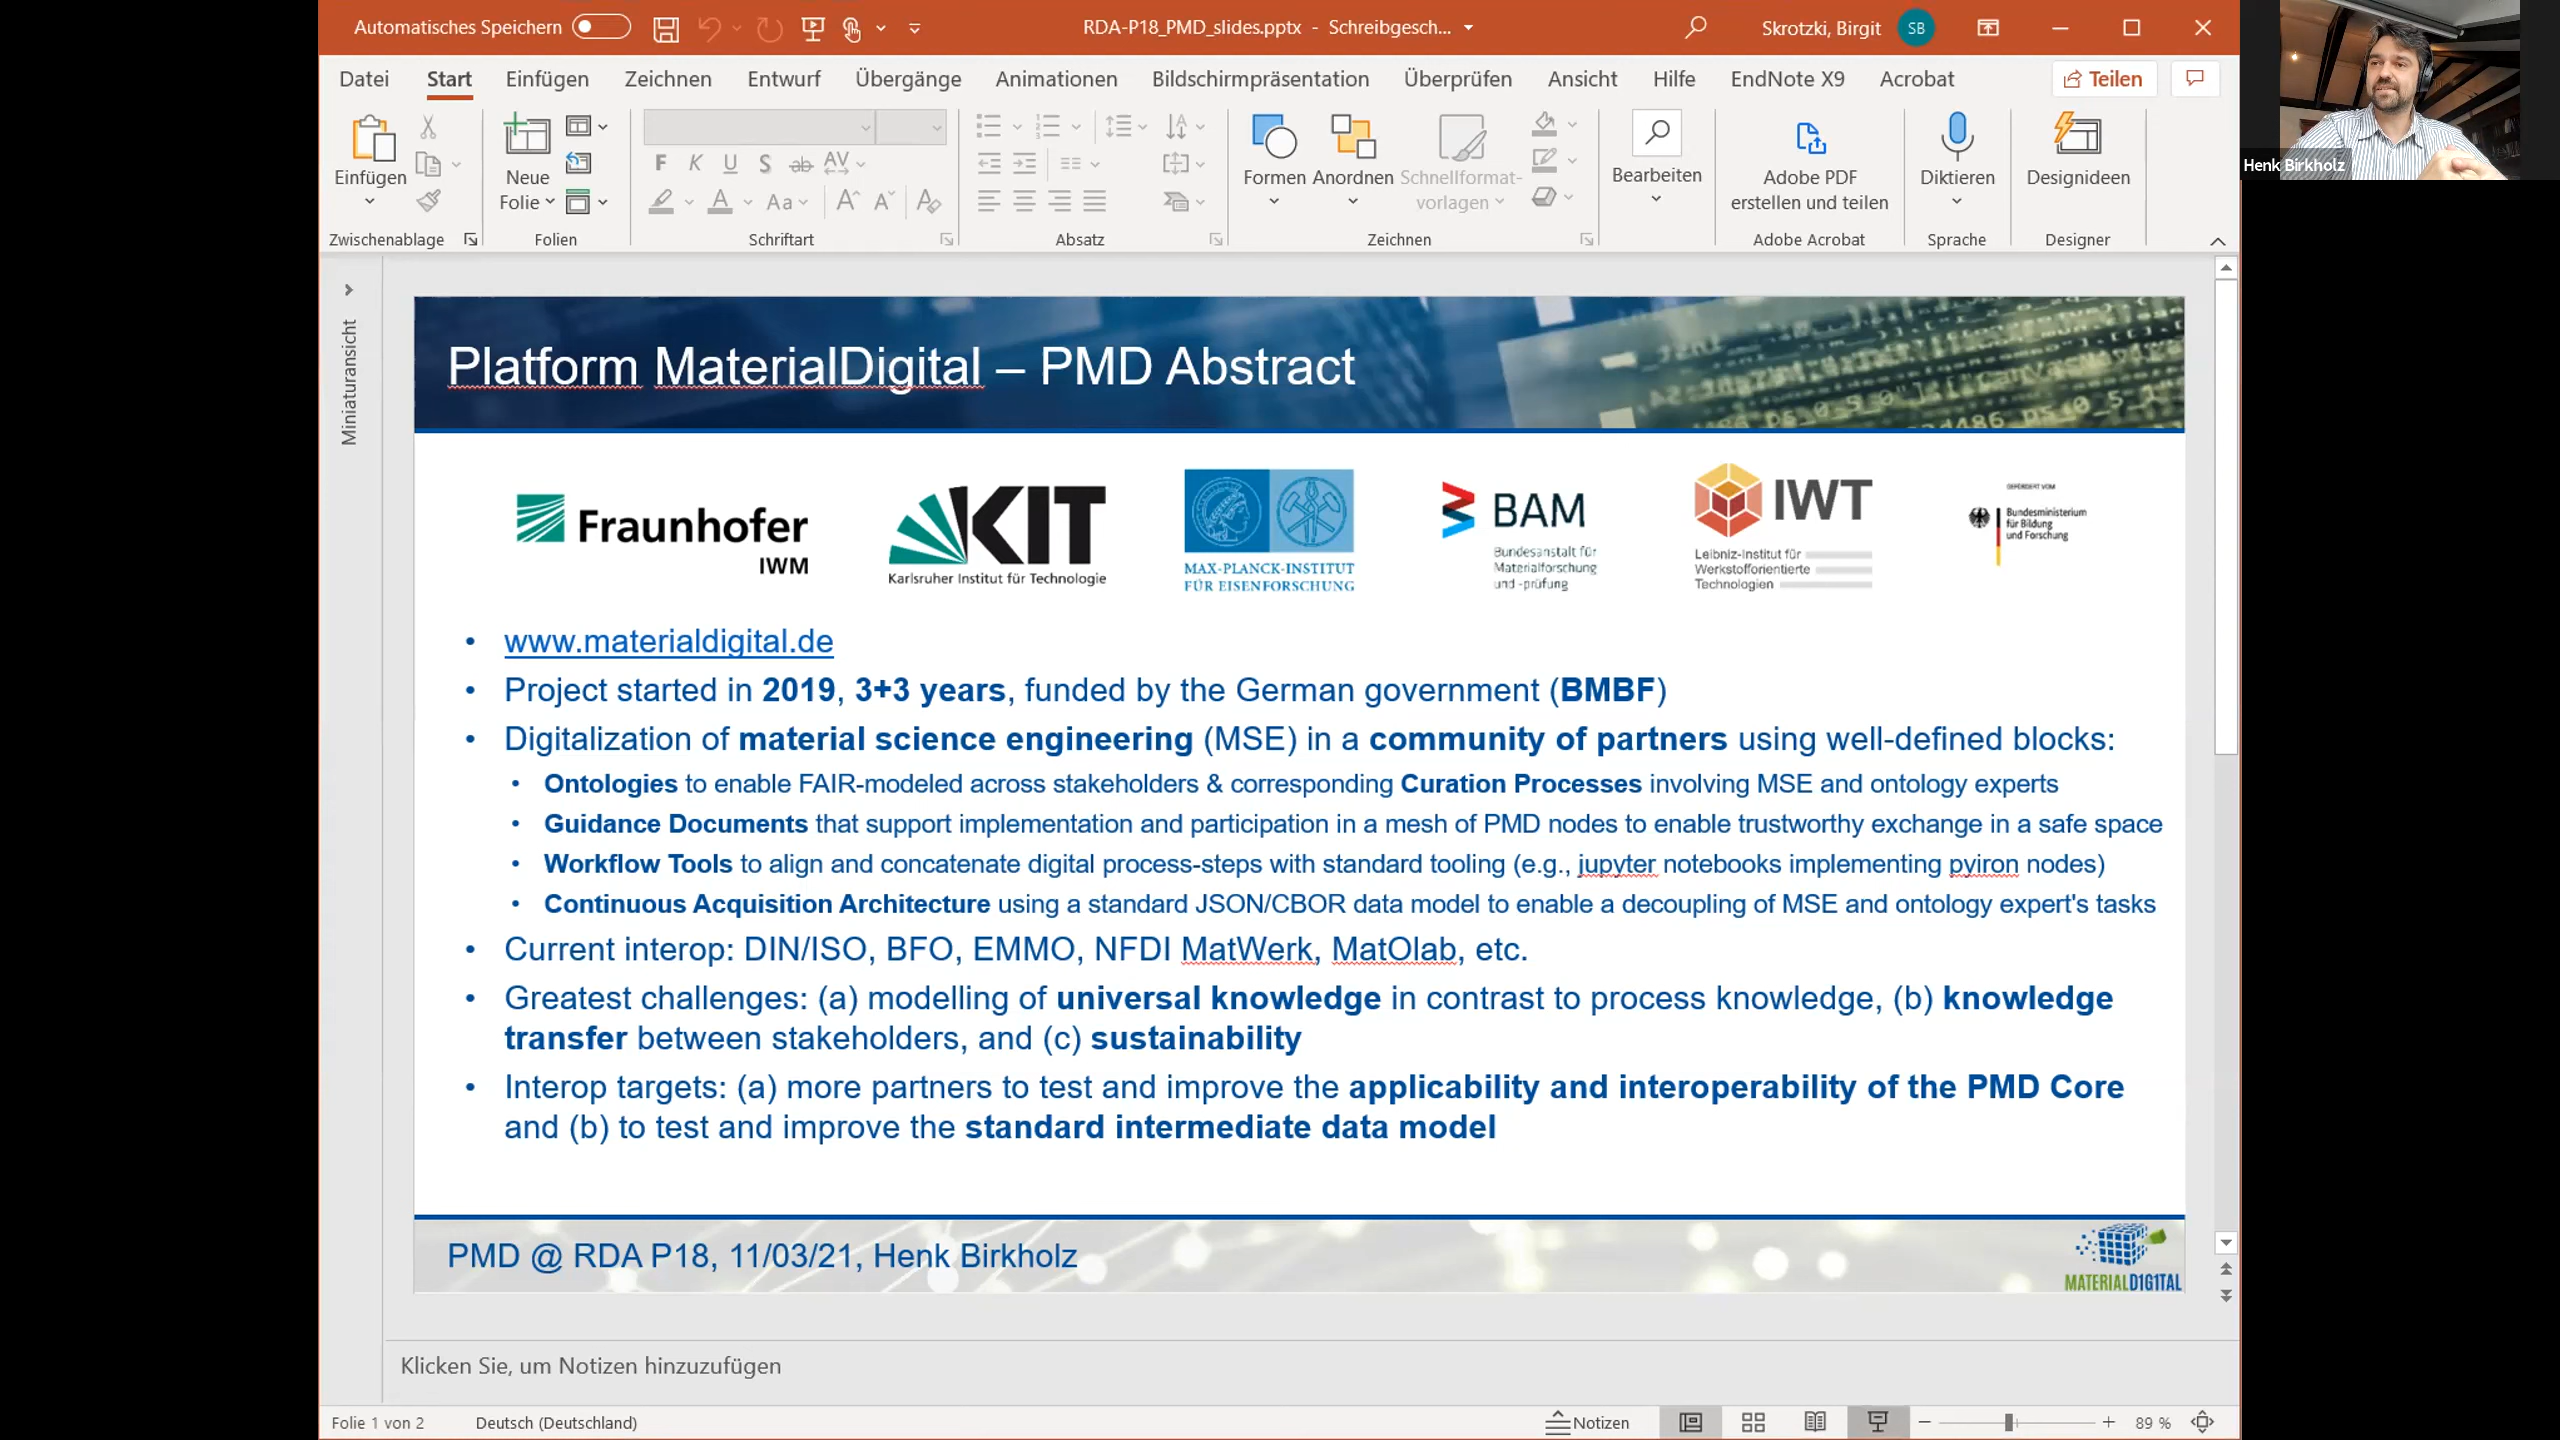 Automatisches Speichern
RDA-P18_PMD_slides.pptx - Schreibgesch...
Skrotzki, Birgit
SB
Datei Start Einfügen Zeichnen Entwurf Übergänge Animationen Bildschirmpräsentation Überprüfen Ansicht Hilfe EndNote X9 Acrobat Teilen
Einfügen
Neue
Folie
F K U S ab AV
A Aa A A A
Formen
Anordnen
Schnellformat-
vorlagen
Bearbeiten
Adobe PDF
erstellen und teilen
Diktieren
Designideen
Zwischenablage Folien Schriftart Absatz Zeichnen Adobe Acrobat Sprache Designer
Henk Birkholz
Miniaturansicht
Platform MaterialDigital – PMD Abstract
Fraunhofer
IWM
KIT
Karlsruher Institut für Technologie
MAX-PLANCK-INSTITUT
FÜR EISENFORSCHUNG
BAM
Bundesanstalt für
Materialforschung
und -prüfung
IWT
Leibniz-Institut für
Werkstofforientierte
Technologien
GEFÖRDERT VOM
Bundesministerium
für Bildung
und Forschung
• www.materialdigital.de
• Project started in 2019, 3+3 years, funded by the German government (BMBF)
• Digitalization of material science engineering (MSE) in a community of partners using well-defined blocks:
• Ontologies to enable FAIR-modeled across stakeholders & corresponding Curation Processes involving MSE and ontology experts
• Guidance Documents that support implementation and participation in a mesh of PMD nodes to enable trustworthy exchange in a safe space
• Workflow Tools to align and concatenate digital process-steps with standard tooling (e.g., jupyter notebooks implementing pyiron nodes)
• Continuous Acquisition Architecture using a standard JSON/CBOR data model to enable a decoupling of MSE and ontology expert's tasks
• Current interop: DIN/ISO, BFO, EMMO, NFDI MatWerk, MatOlab, etc.
• Greatest challenges: (a) modelling of universal knowledge in contrast to process knowledge, (b) knowledge
transfer between stakeholders, and (c) sustainability
• Interop targets: (a) more partners to test and improve the applicability and interoperability of the PMD Core
and (b) to test and improve the standard intermediate data model
PMD @ RDA P18, 11/03/21, Henk Birkholz
MATERIALD1G1TAL
Klicken Sie, um Notizen hinzuzufügen
Folie 1 von 2
Deutsch (Deutschland)
Notizen
89 %